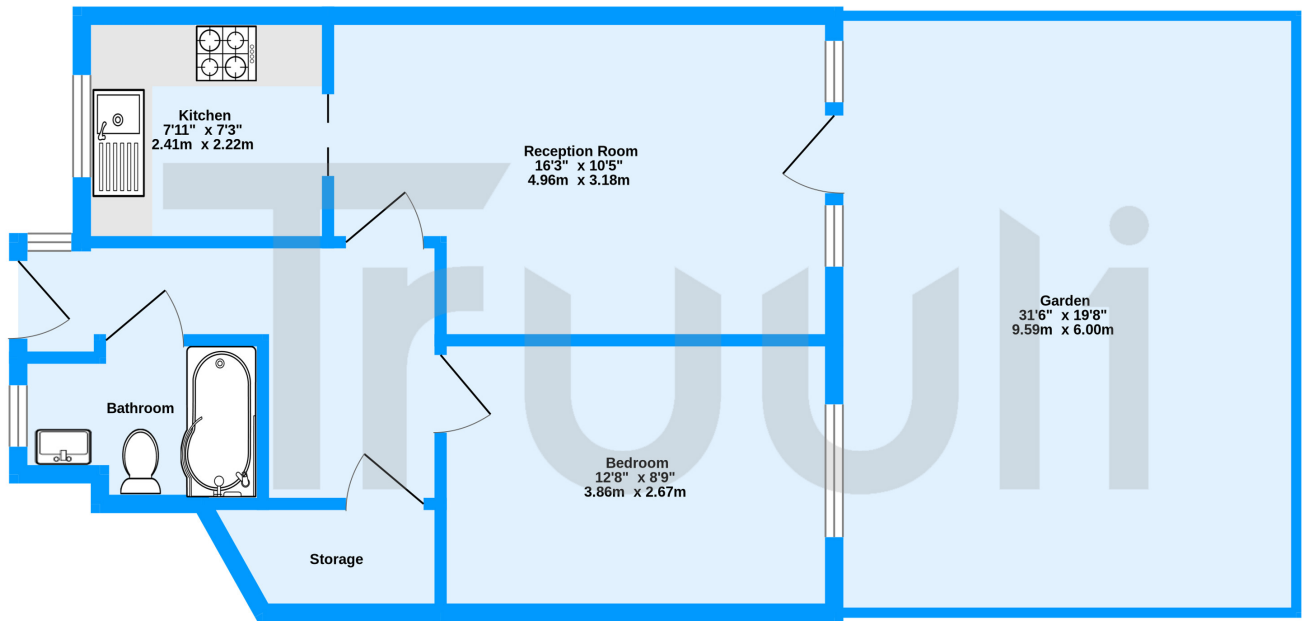 Kitchen
7'11" x 7'3"
2.41m x 2.22m
Reception Room
16'3" x 10'5"
4.96m x 3.18m
Garden
31'6" x 19'8"
9.59m x 6.00m
Bathroom
Bedroom
12'8" x 8'9"
3.86m x 2.67m
Storage
Truuli